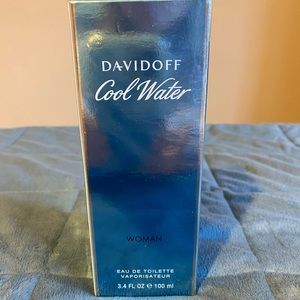 DAVIDOFF
Cool Water
WOMAN
EAU DE TOILETTE
VAPORISATEUR
3.4 FL OZ ℮ 100 ml